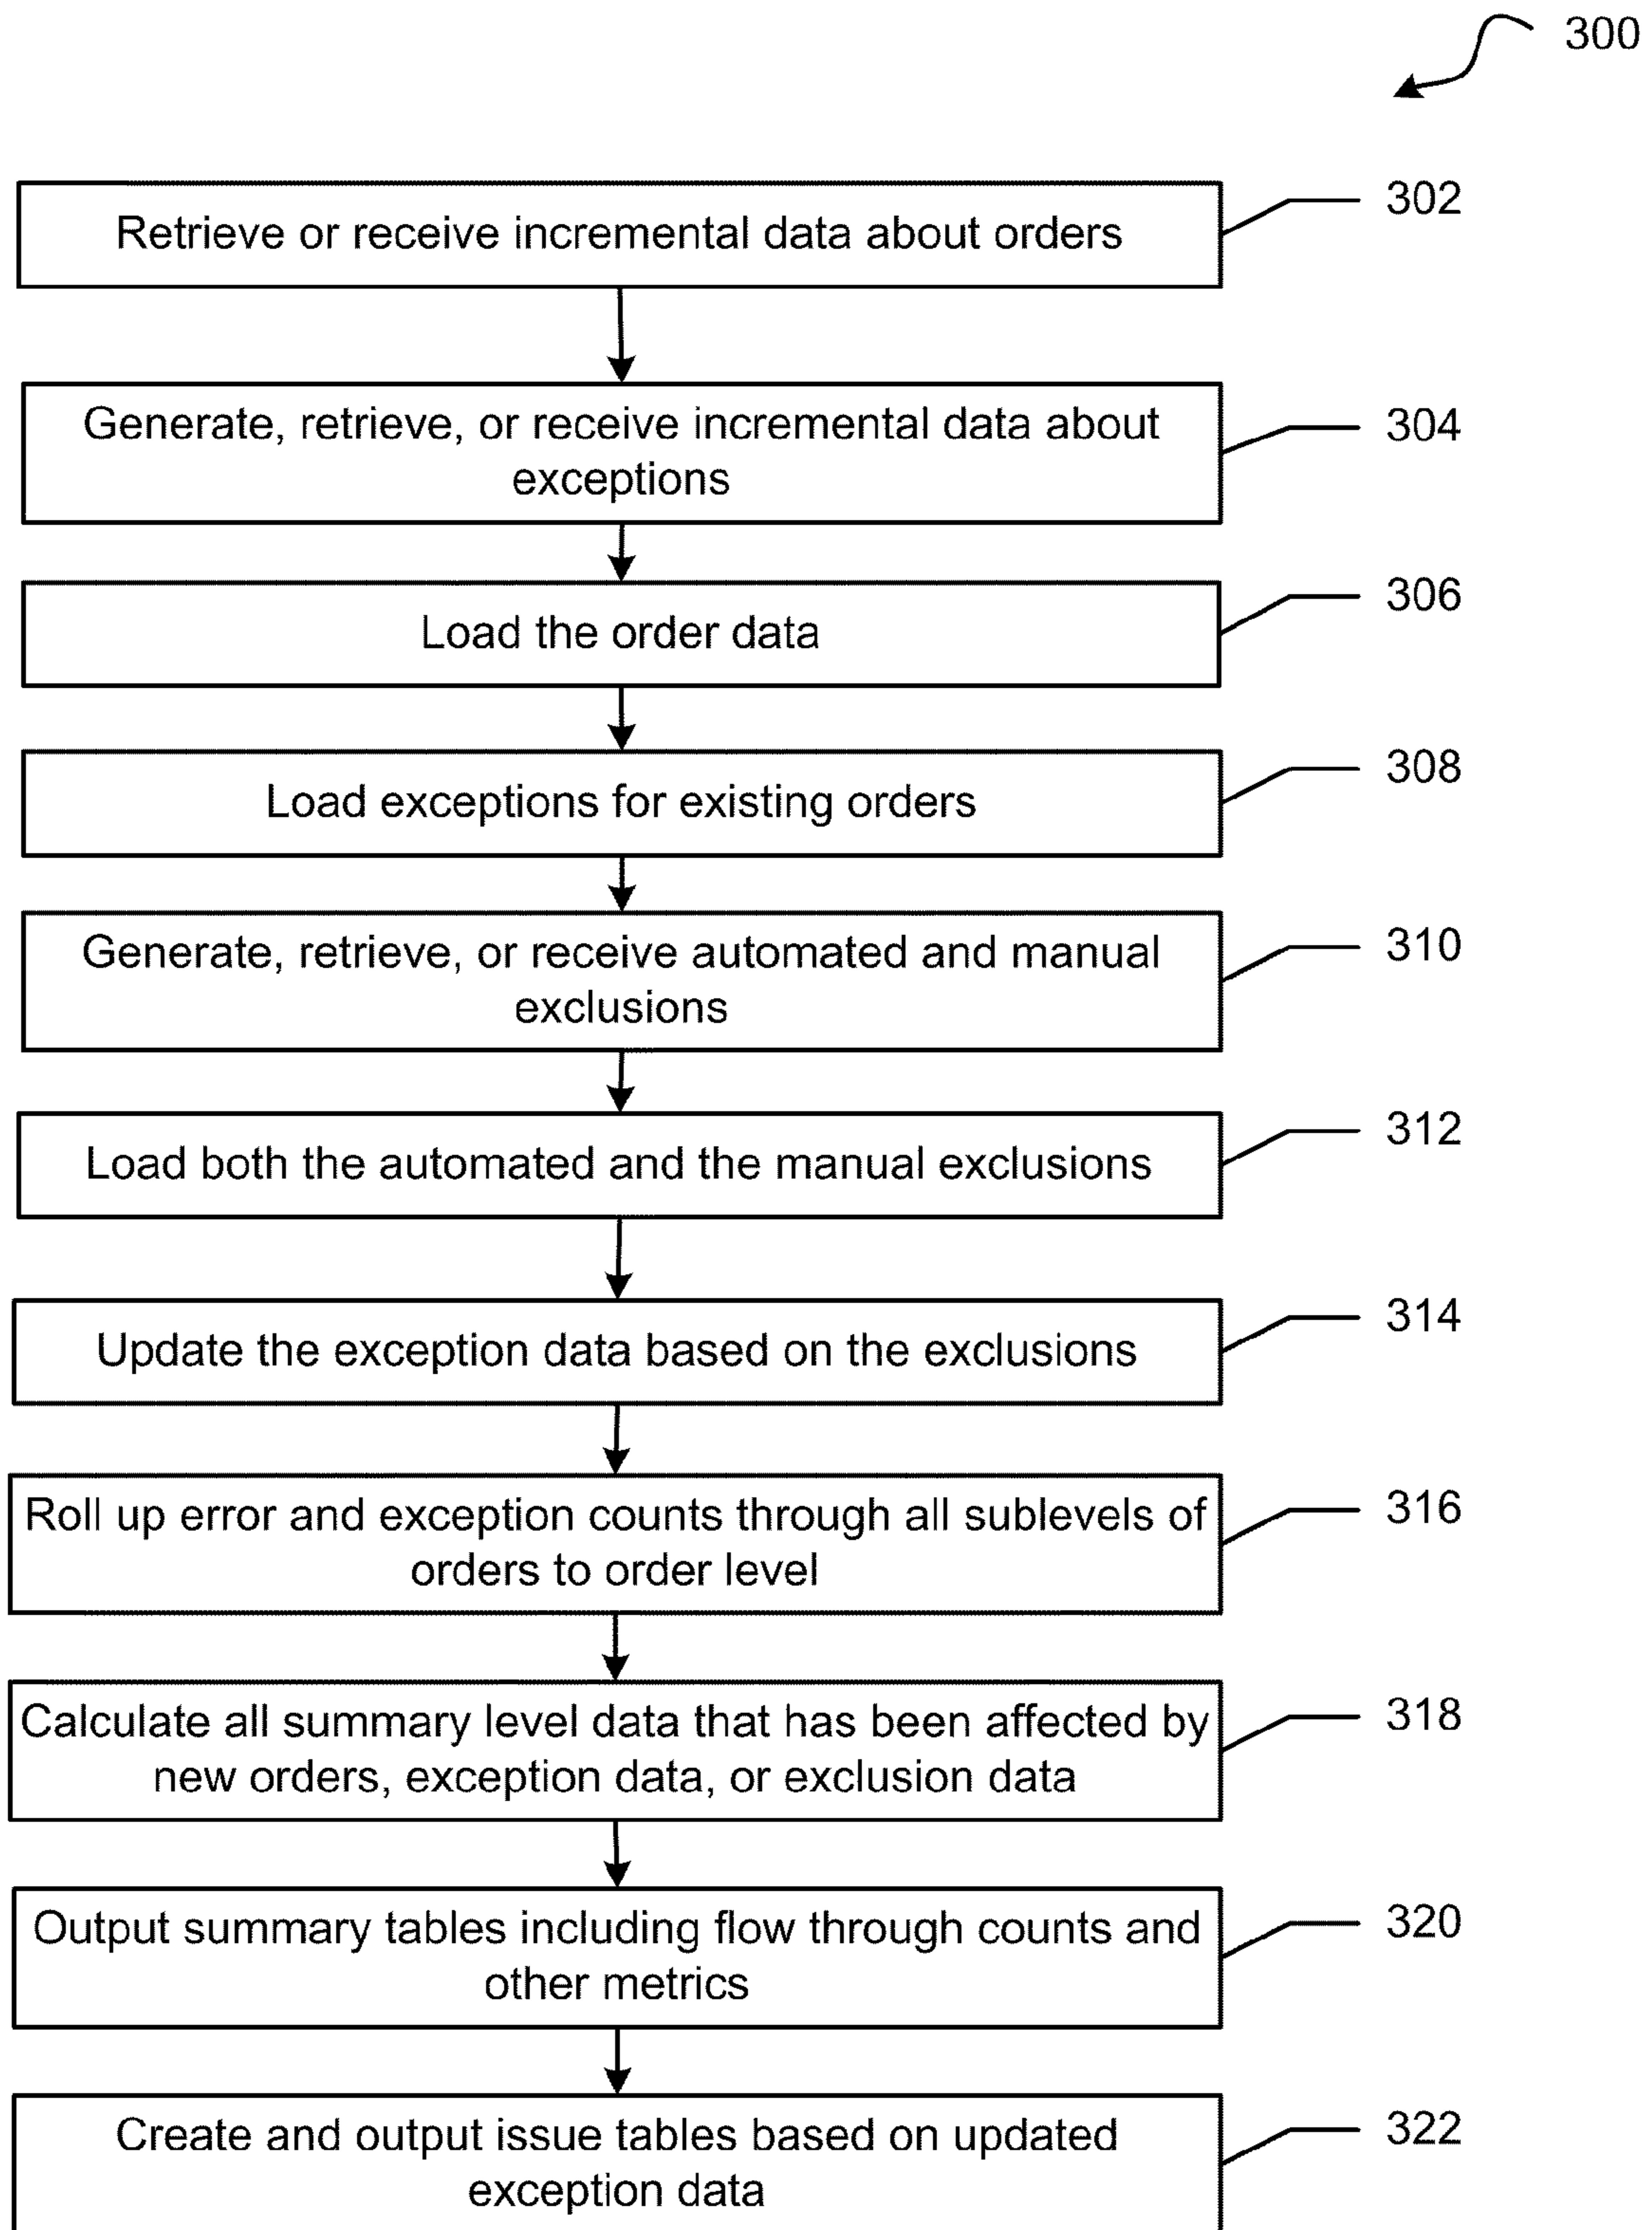 300
Retrieve or receive incremental data about orders
302
Generate, retrieve, or receive incremental data about
exceptions
304
Load the order data
306
Load exceptions for existing orders
308
Generate, retrieve, or receive automated and manual
exclusions
310
Load both the automated and the manual exclusions
312
Update the exception data based on the exclusions
314
Roll up error and exception counts through all sublevels of
orders to order level
316
Calculate all summary level data that has been affected by
new orders, exception data, or exclusion data
318
Output summary tables including flow through counts and
other metrics
320
Create and output issue tables based on updated
exception data
322